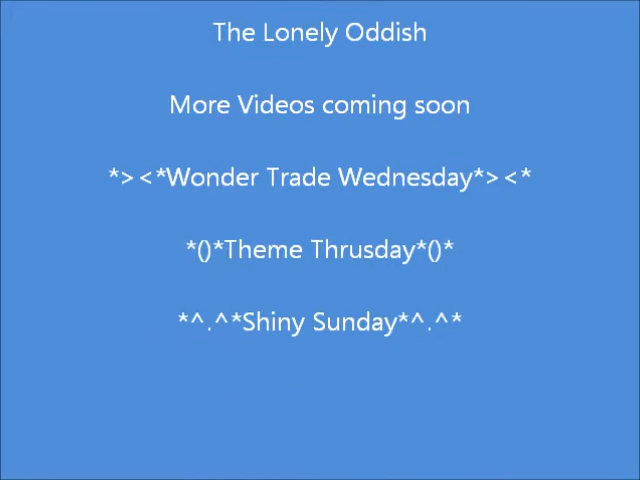 The Lonely Oddish
More Videos coming soon
*><*Wonder Trade Wednesday*><*
*()*Theme Thrusday*()*
*^.^*Shiny Sunday*^.^*